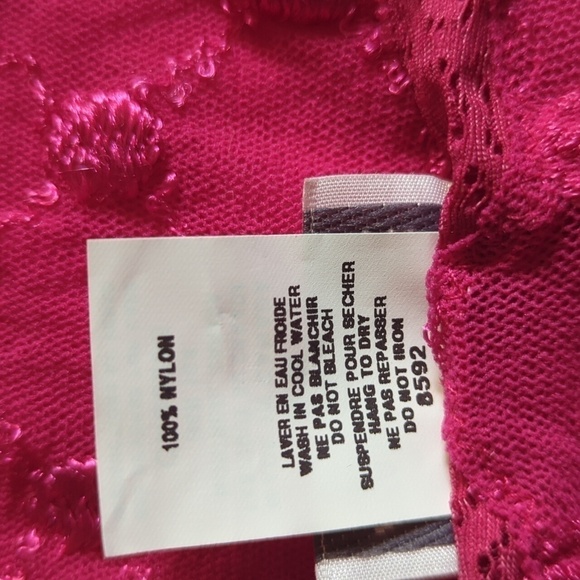 100% NYLON
LAVER EN EAU FROIDE
WASH IN COOL WATER
NE PAS BLANCHIR
DO NOT BLEACH
SUSPENDRE POUR SECHER
HANG TO DRY
NE PAS REPASSER
DO NOT IRON
8592